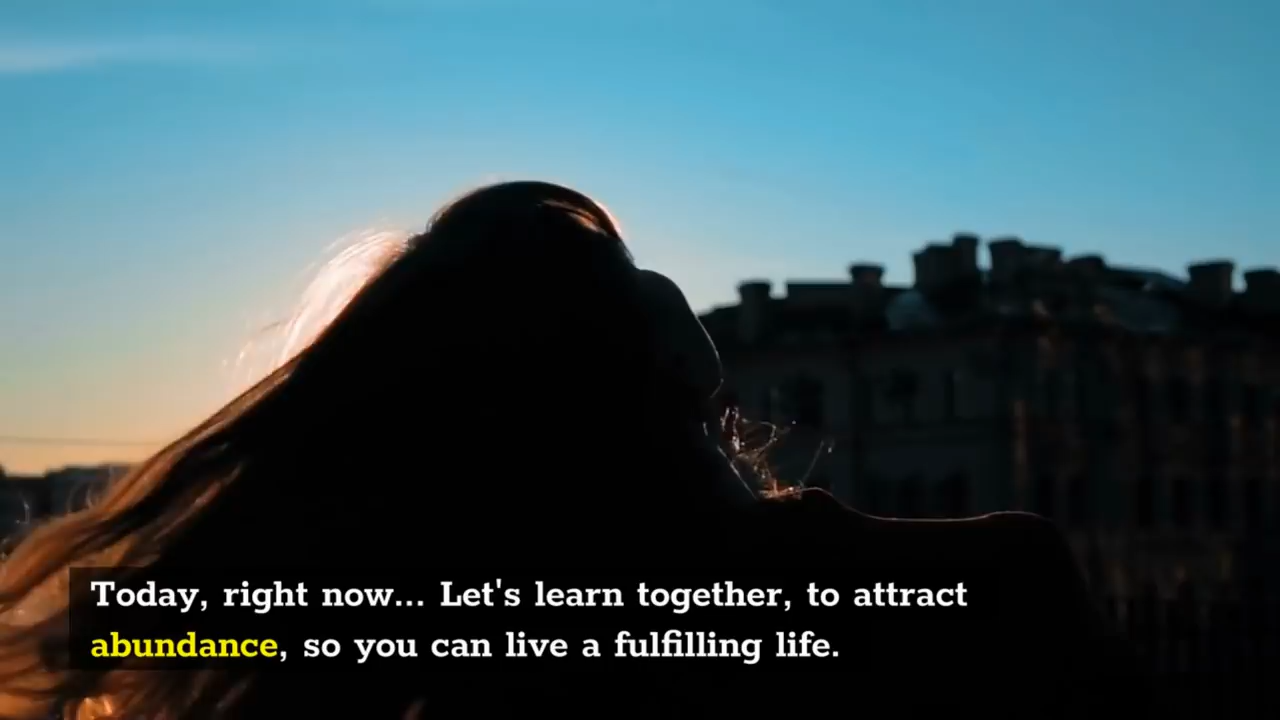 Today, right now... Let's learn together, to attract
abundance, so you can live a fulfilling life.